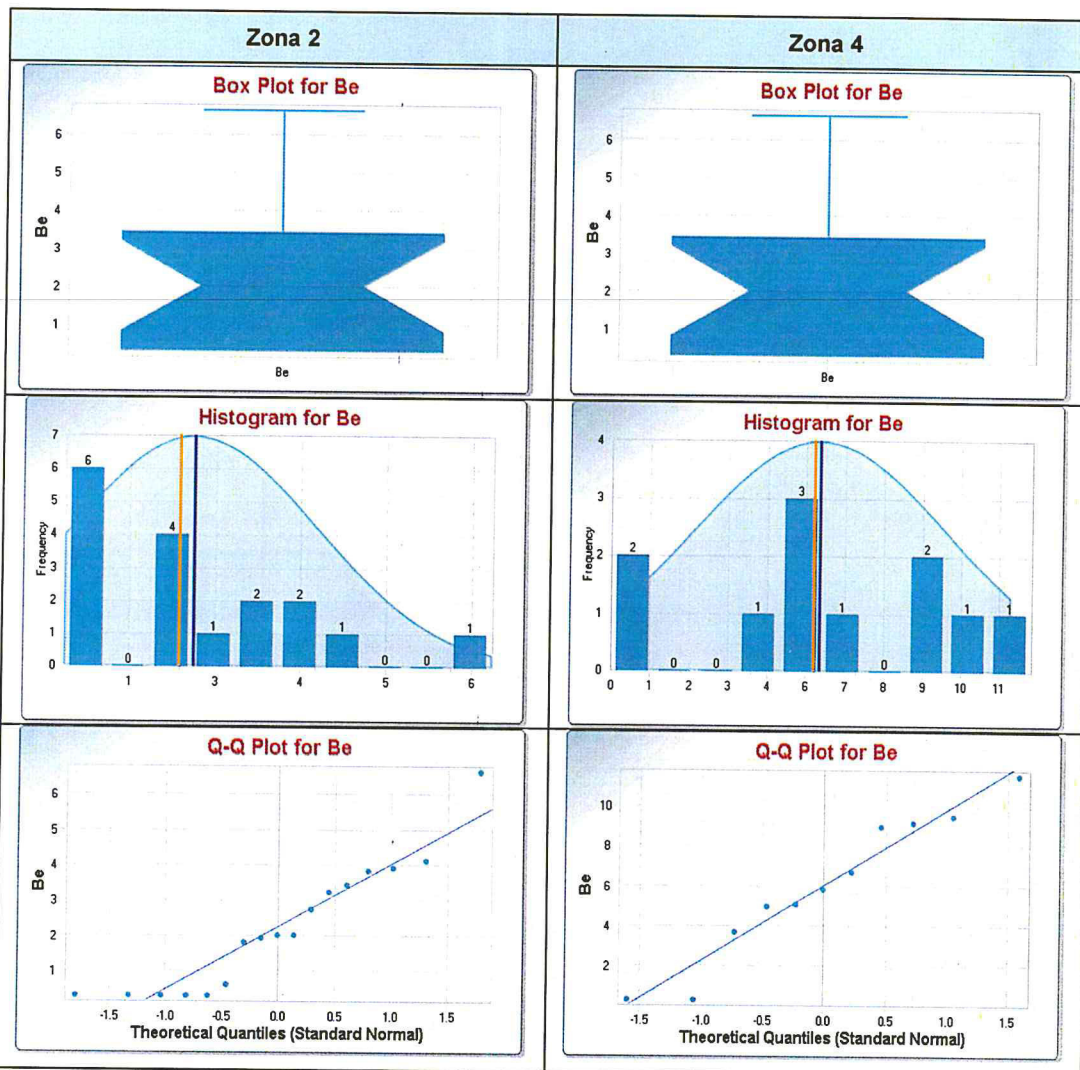 Zona 2
Zona 4
Box Plot for Be
6
5
4
3
2
1
Be
Be
Box Plot for Be
6
5
4
3
2
1
Be
Be
Histogram for Be
7
6
5
4
3
2
1
0
Frequency
6
0
4
1
2
2
1
0
0
1
1 3 4 5 6
Histogram for Be
4
3
2
1
0
Frequency
2
0
0
1
3
1
0
2
1
1
0 1 2 3 4 6 7 8 9 10 11
Q-Q Plot for Be
6
5
4
3
2
1
Be
-1.5 -1.0 -0.5 0.0 0.5 1.0 1.5
Theoretical Quantiles (Standard Normal)
Q-Q Plot for Be
10
8
6
4
2
Be
-1.5 -1.0 -0.5 0.0 0.5 1.0 1.5
Theoretical Quantiles (Standard Normal)